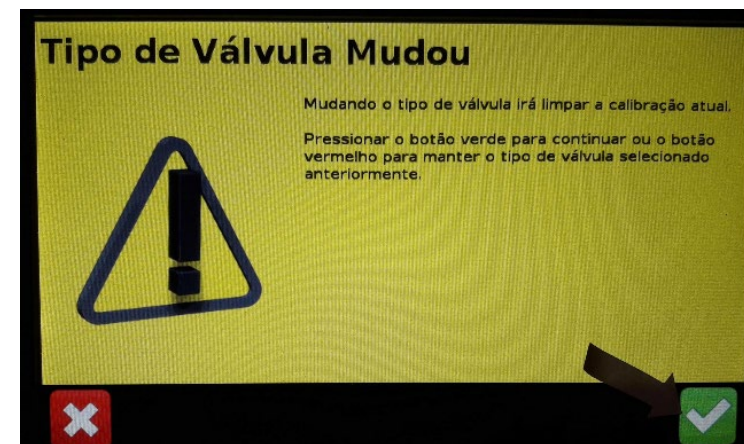 Tipo de Válvula Mudou
Mudando o tipo de válvula irá limpar a calibração atual.
Pressionar o botão verde para continuar ou o botão
vermelho para manter o tipo de válvula selecionado
anteriormente.